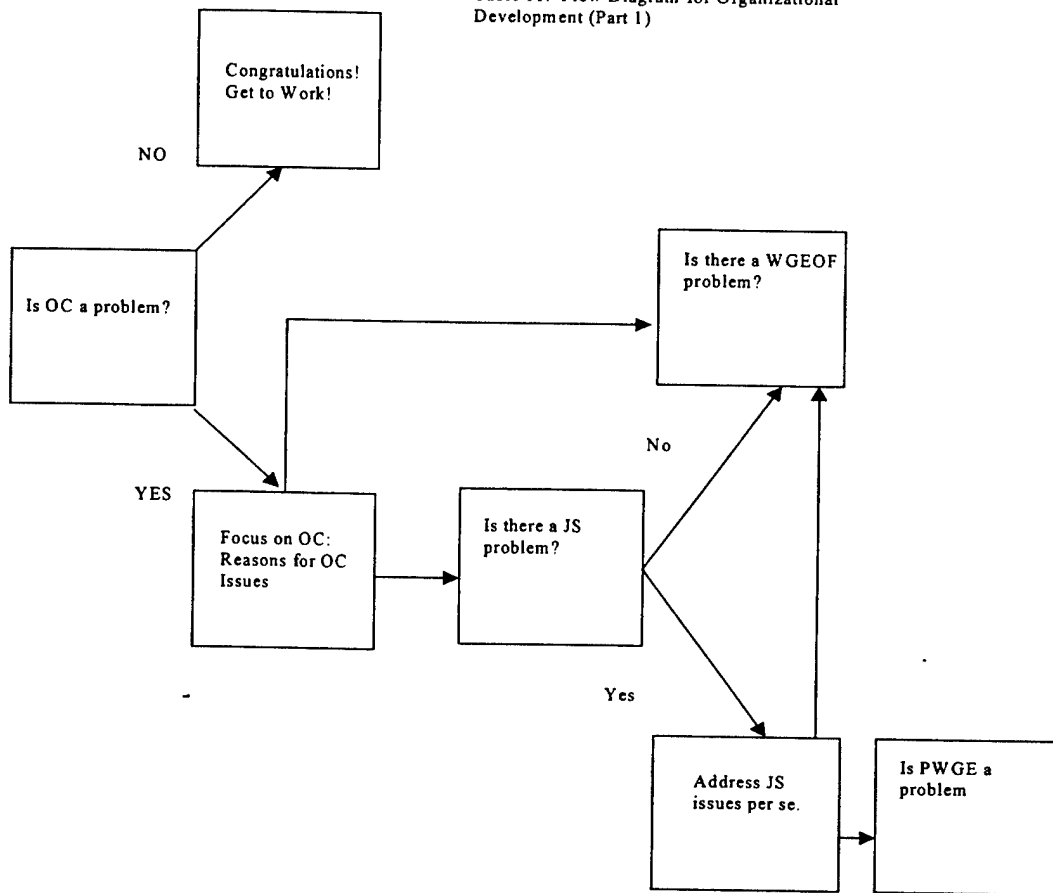 Development (Part 1)
Congratulations!
Get to Work!
NO
Is OC a problem?
Is there a WGEOF
problem?
No
YES
Focus on OC:
Reasons for OC
Issues
Is there a JS
problem?
Yes
Address JS
issues per se.
Is PWGE a
problem